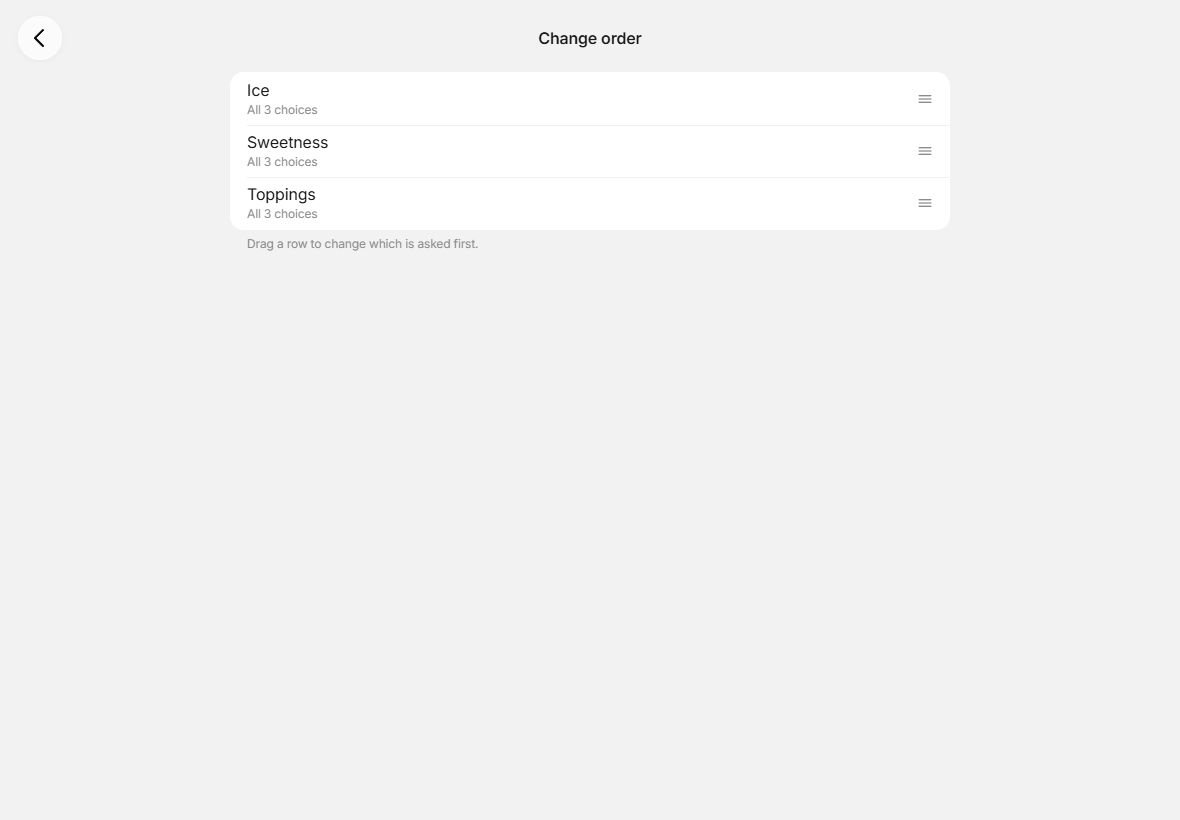 Change order
Ice
All 3 choices
Sweetness
All 3 choices
Toppings
All 3 choices
Drag a row to change which is asked first.